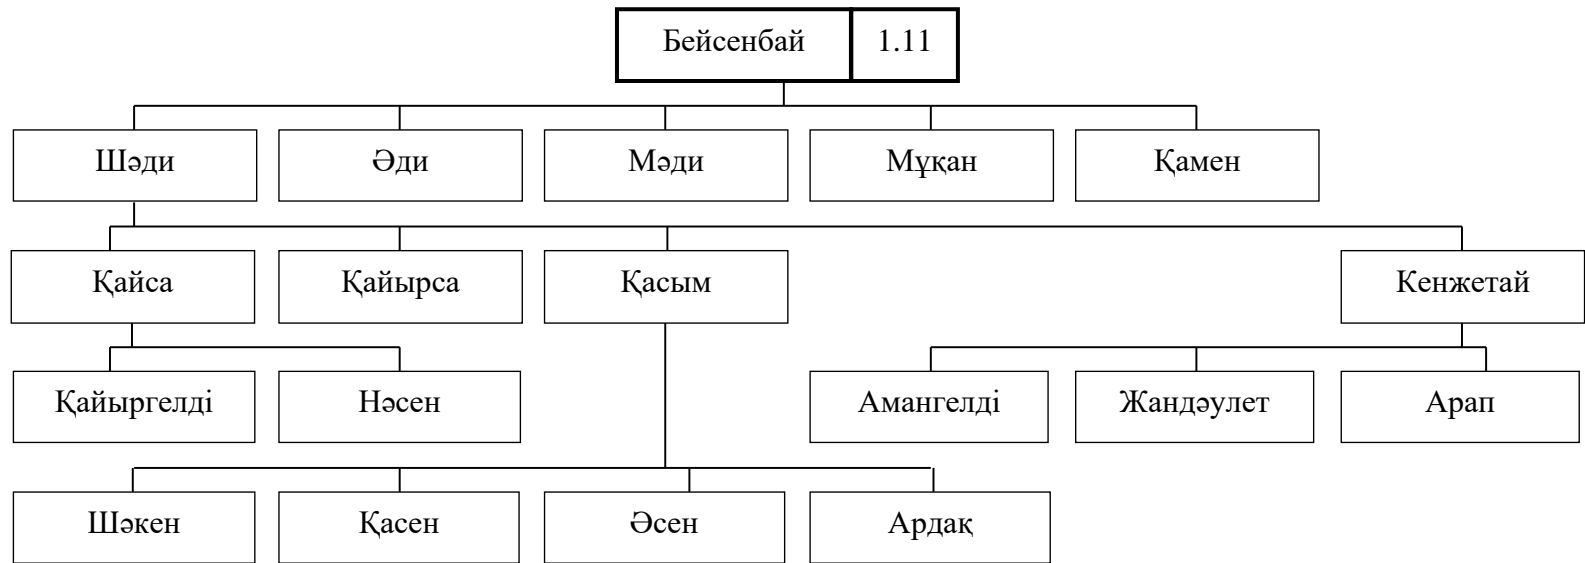 Бейсенбай 1.11
Шәди Әди Мәди Мұқан Қамен
Қайса Қайырса Қасым Кенжетай
Қайыргелді Нәсен Амангелді Жандәулет Арап
Шәкен Қасен Әсен Ардақ